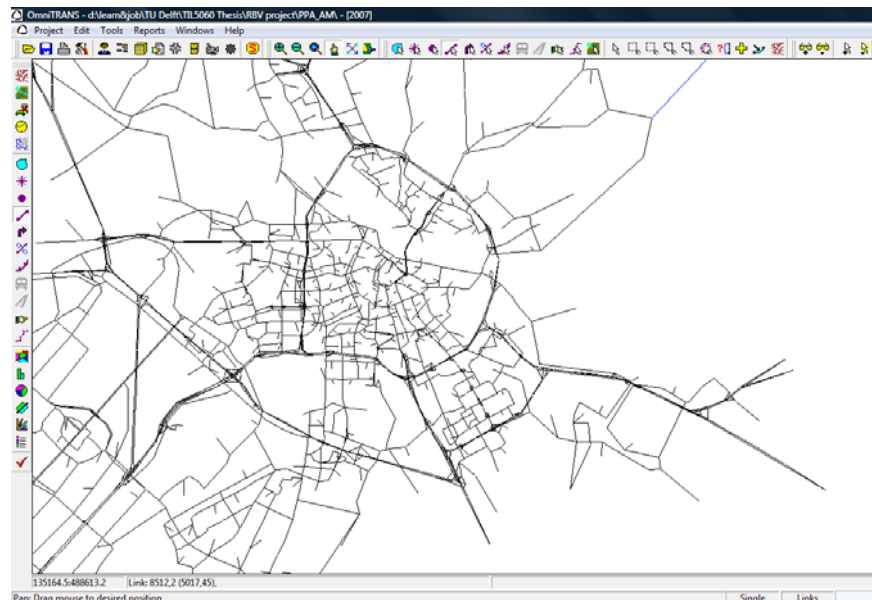 OmniTRANS - d:\learn&job\TU Delft\TIL5060 Thesis\RBV project\PPA_AM\ - [2007]
Project Edit Tools Reports Windows Help
135164.5:488613.2 Link: 8512,2 (5017,45),
Pan: Drag mouse to desired position Single Links